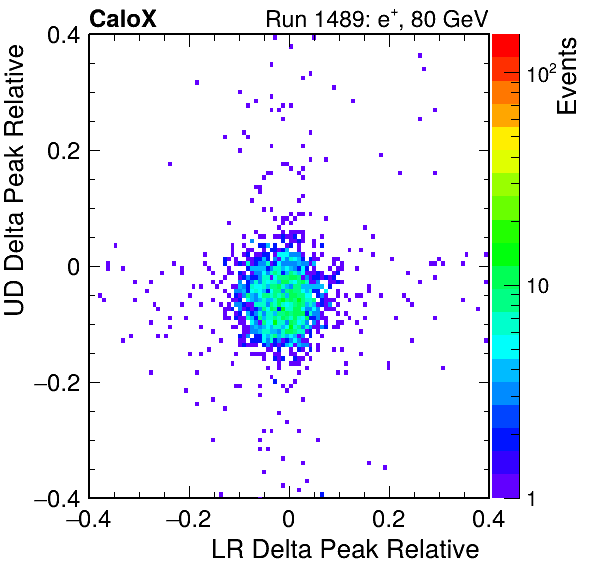 CaloX Run 1489: e⁺, 80 GeV
0.4
0.2
0
−0.2
−0.4
UD Delta Peak Relative
−0.4 −0.2 0 0.2 0.4
LR Delta Peak Relative
10²
10
1
Events